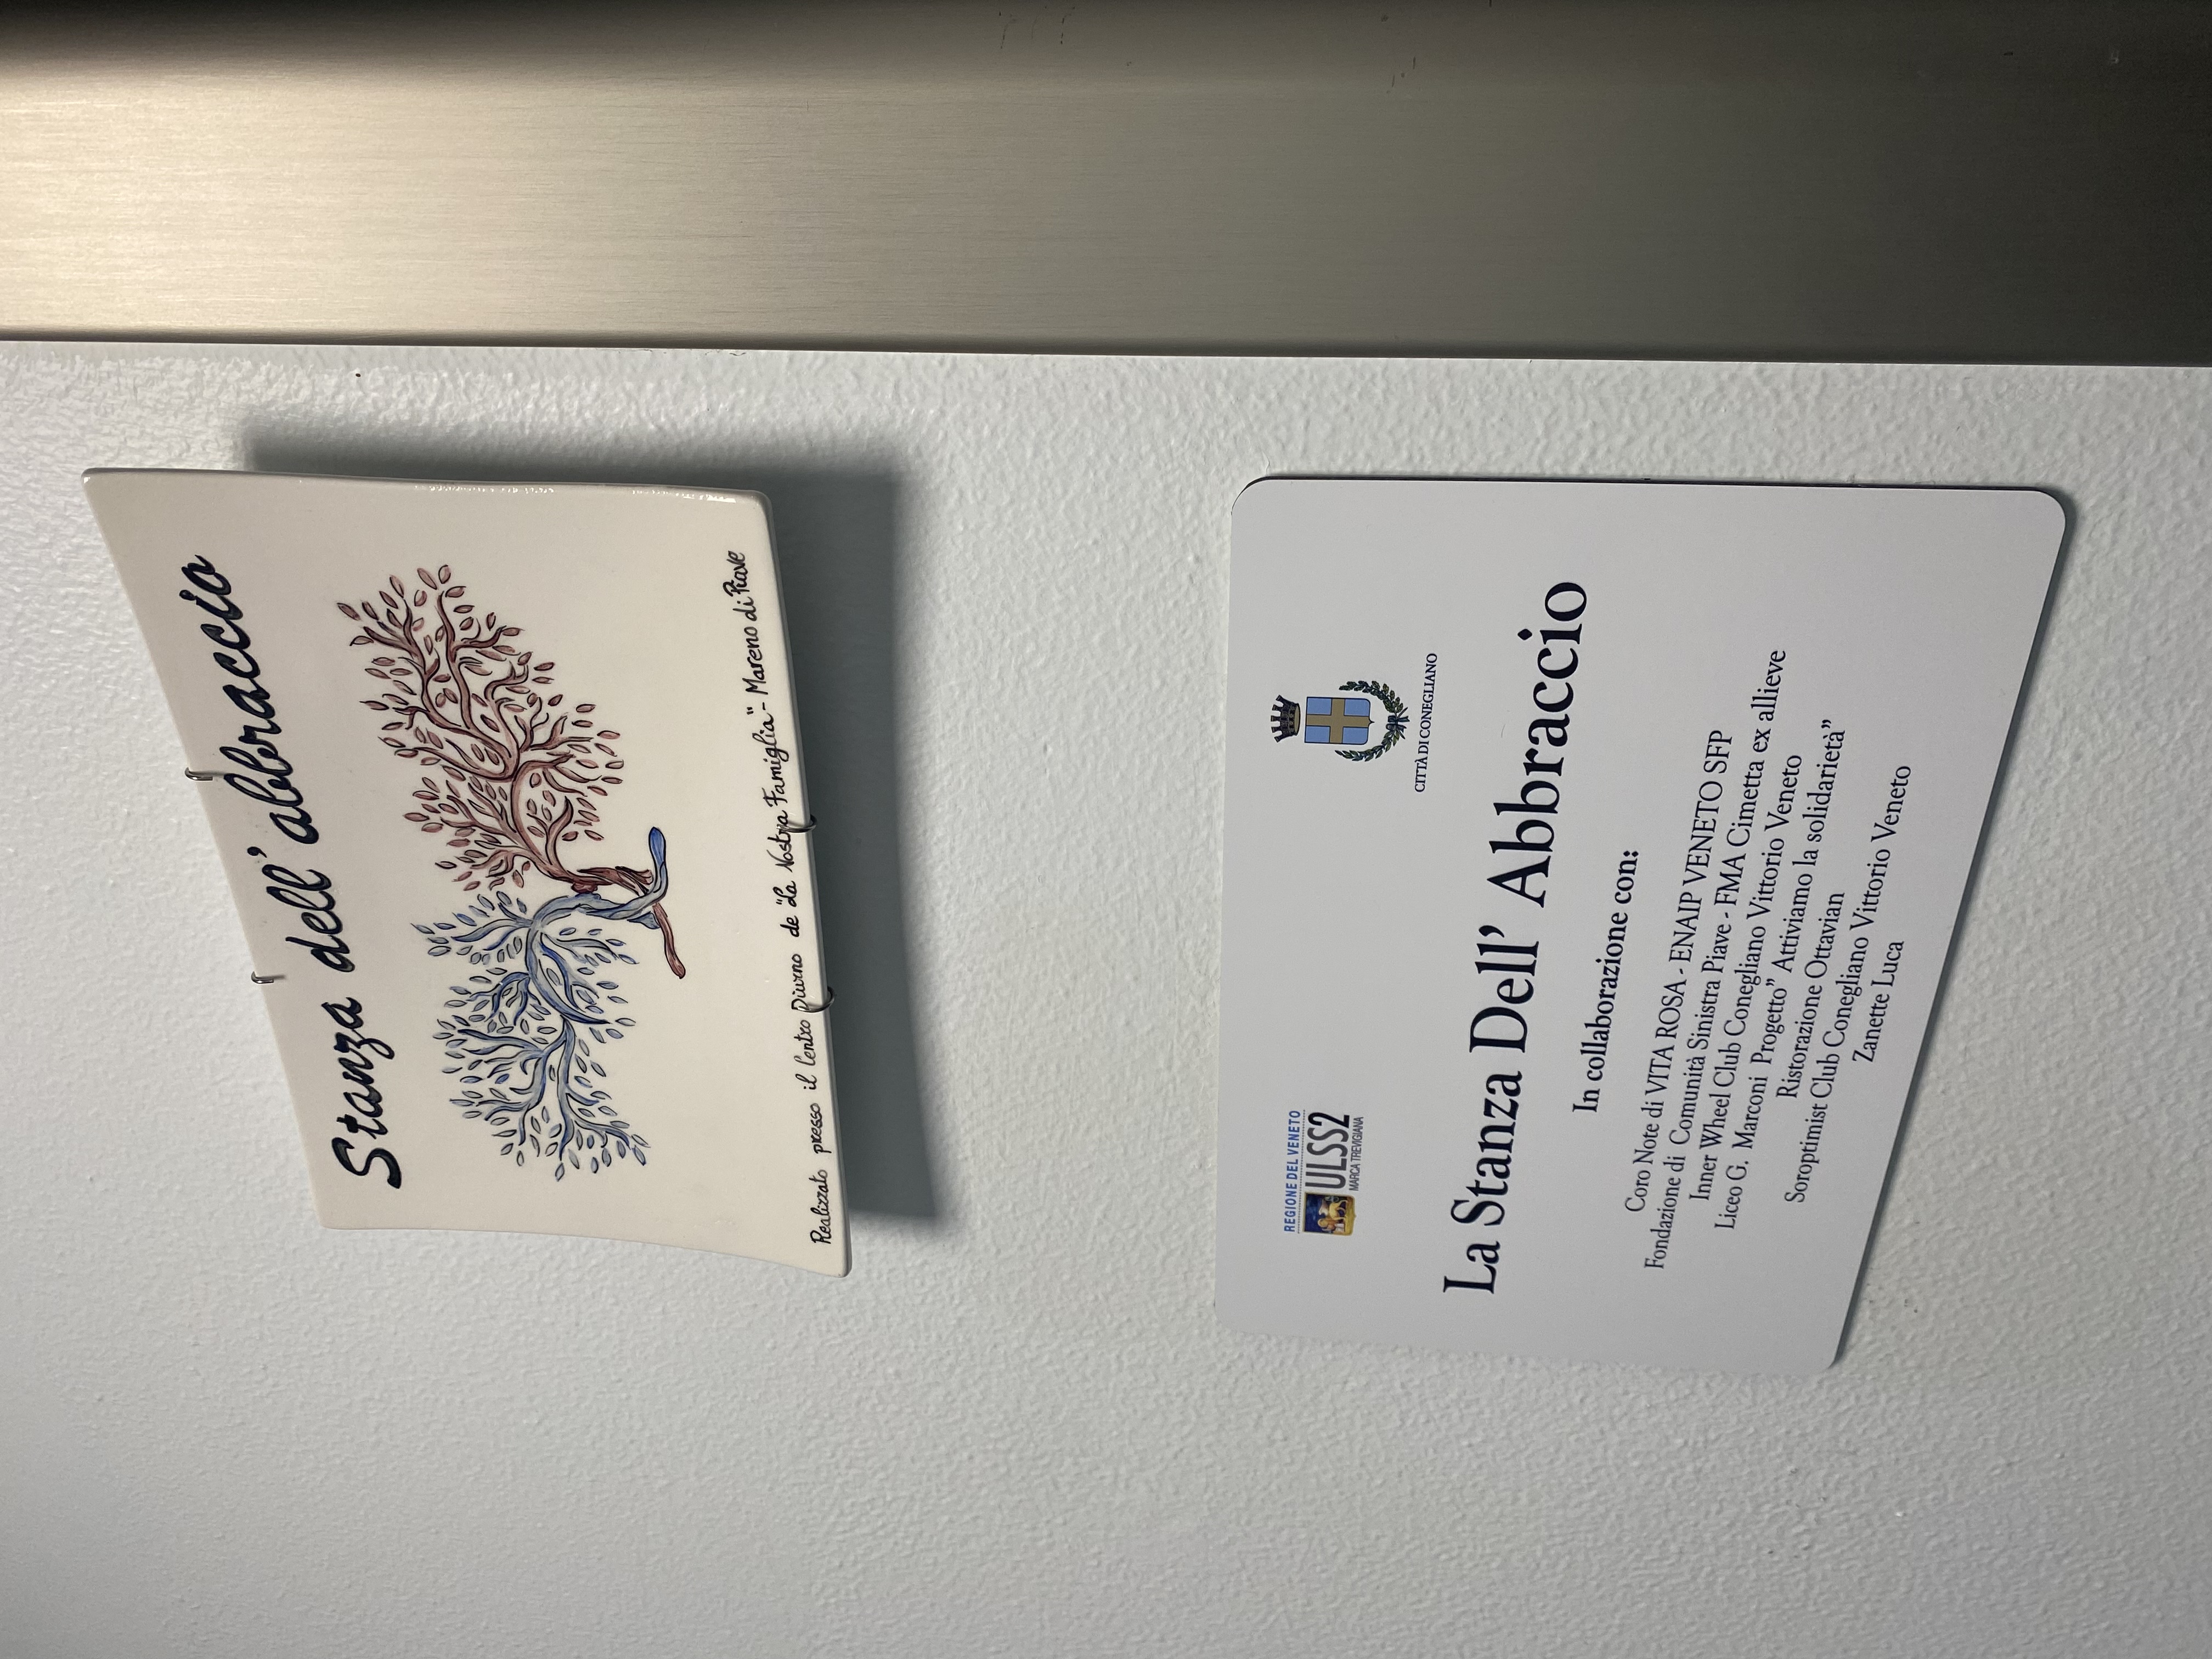 Stanza dell'abbraccio
Realizzato presso il Centro Diurno de "La Nostra Famiglia" - Mareno di Piave
REGIONE DEL VENETO
ULSS2
MARCA TREVIGIANA
CITTÀ DI CONEGLIANO
La Stanza Dell' Abbraccio
In collaborazione con:
Coro Note di VITA ROSA - ENAIP VENETO SFP
Fondazione di Comunità Sinistra Piave - FMA Cimetta ex allieve
Inner Wheel Club Conegliano Vittorio Veneto
Liceo G. Marconi Progetto" Attiviamo la solidarietà"
Ristorazione Ottavian
Soroptimist Club Conegliano Vittorio Veneto
Zanette Luca